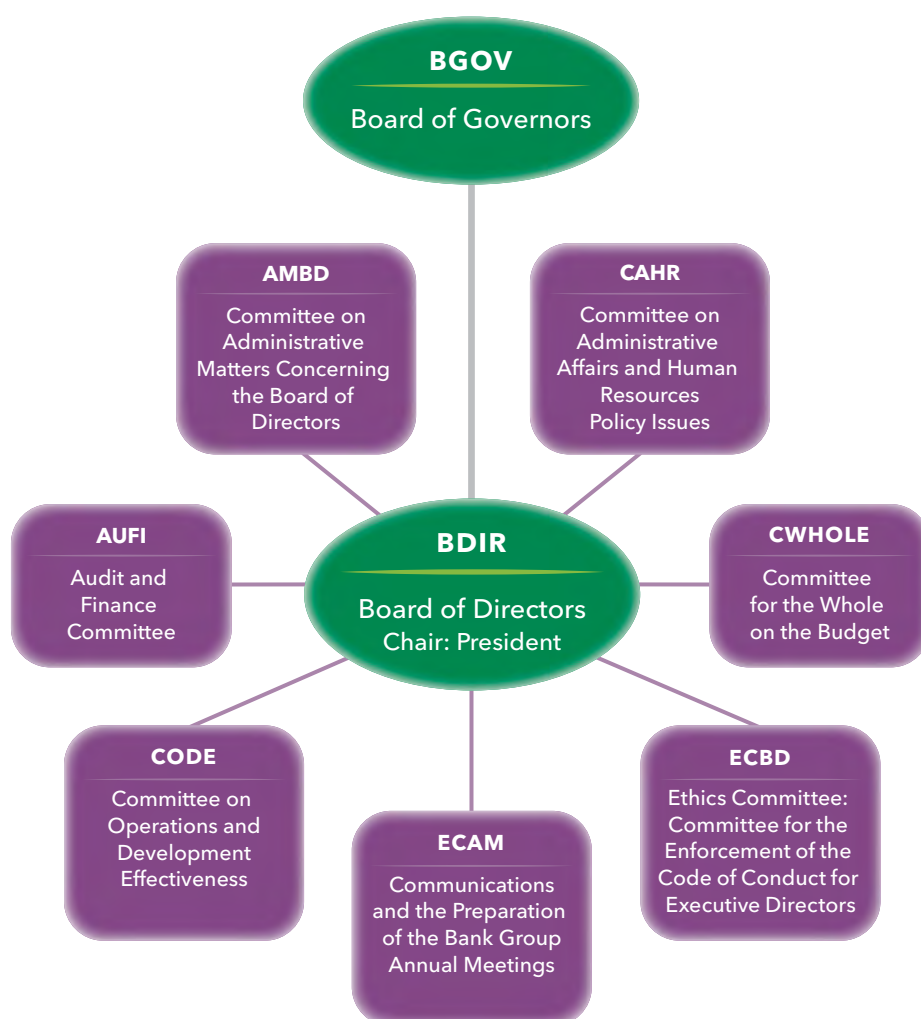 BGOV
Board of Governors
AMBD
Committee on
Administrative
Matters Concerning
the Board of
Directors
CAHR
Committee on
Administrative
Affairs and Human
Resources
Policy Issues
AUFI
Audit and
Finance
Committee
BDIR
Board of Directors
Chair: President
CWHOLE
Committee
for the Whole
on the Budget
CODE
Committee on
Operations and
Development
Effectiveness
ECAM
Communications
and the Preparation
of the Bank Group
Annual Meetings
ECBD
Ethics Committee:
Committee for the
Enforcement of the
Code of Conduct for
Executive Directors